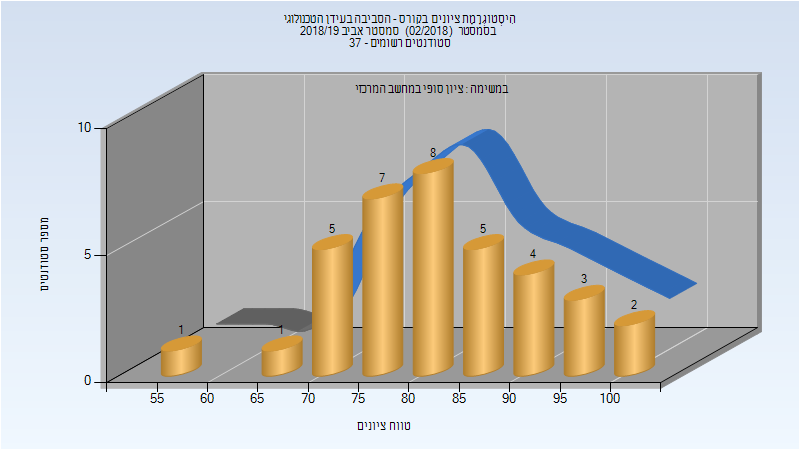 היסטוגרמת ציונים בקורס - הסביבה בעידן הטכנולוגי
בסמסטר (02/2018) סמסטר אביב 2018/19
סטודנטים רשומים - 37
במשימה : ציון סופי במחשב המרכזי
מספר סטודנטים
10
5
0
1
1
5
7
8
5
4
3
2
55 60 65 70 75 80 85 90 95 100
טווח ציונים